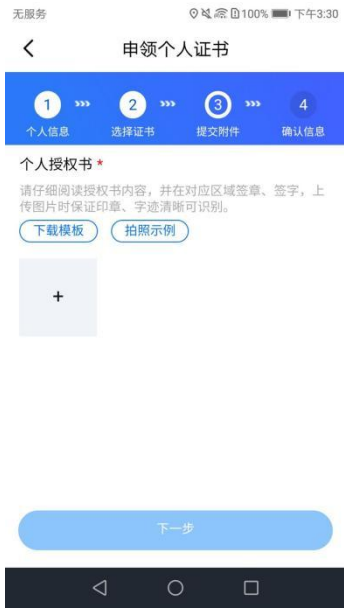 无服务 100% 下午3:30
申领个人证书
1 2 3 4
个人信息 选择证书 提交附件 确认信息
个人授权书 *
请仔细阅读授权书内容，并在对应区域签章、签字，上
传图片时保证印章、字迹清晰可识别。
下载模板 拍照示例
+
下一步